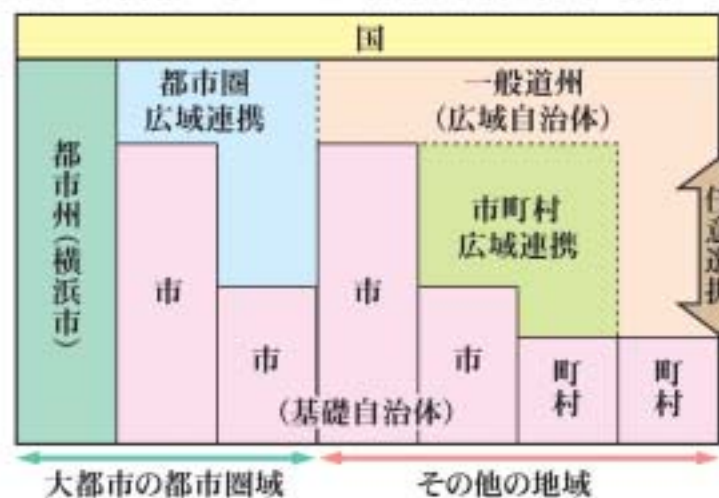 国
都市州（横浜市）
都市圏
広域連携
一般道州
（広域自治体）
市町村
広域連携
市
市
市
市
町村
町村
（基礎自治体）
大都市の都市圏域
その他の地域